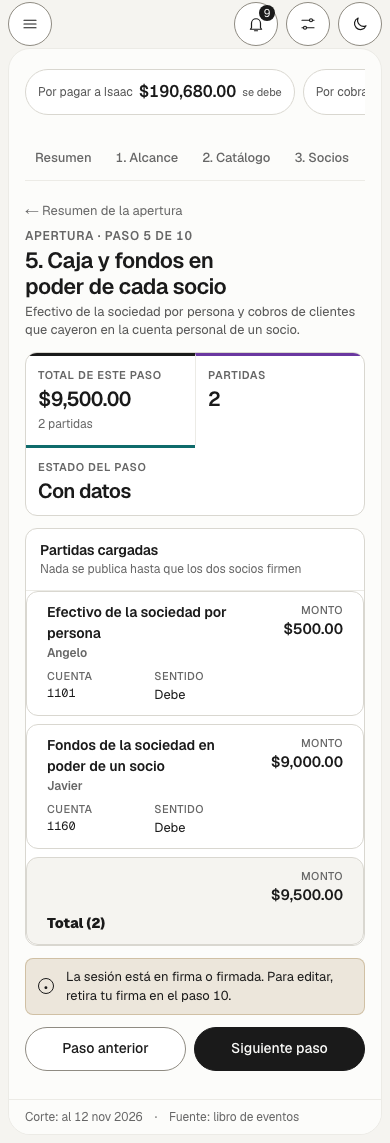 9
Por pagar a Isaac $190,680.00 se debe
Por cobra
Resumen 1. Alcance 2. Catálogo 3. Socios
← Resumen de la apertura
APERTURA · PASO 5 DE 10
5. Caja y fondos en
poder de cada socio
Efectivo de la sociedad por persona y cobros de clientes
que cayeron en la cuenta personal de un socio.
TOTAL DE ESTE PASO
$9,500.00
2 partidas
PARTIDAS
2
ESTADO DEL PASO
Con datos
Partidas cargadas
Nada se publica hasta que los dos socios firmen
Efectivo de la sociedad por
persona
Angelo
MONTO
$500.00
CUENTA
1101
SENTIDO
Debe
Fondos de la sociedad en
poder de un socio
Javier
MONTO
$9,000.00
CUENTA
1160
SENTIDO
Debe
MONTO
$9,500.00
Total (2)
La sesión está en firma o firmada. Para editar,
retira tu firma en el paso 10.
Paso anterior
Siguiente paso
Corte: al 12 nov 2026 · Fuente: libro de eventos